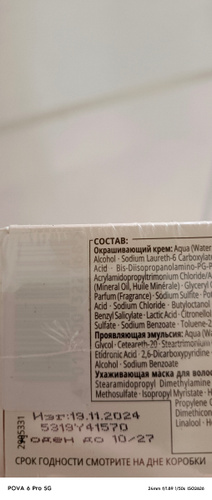 СОСТАВ:
Окрашивающий крем: Aqua (Water
Alcohol · Sodium Laureth-6 Carboxylat
Acid · Bis-Diisopropanolamino-PG-P
Acrylamidopropyltrimonium Chloride/A
(Mineral Oil, Huile Minérale) · Glyceryl
Parfum (Fragrance) · Sodium Sulfite ·
Acid · Sodium Chloride · Butyloctanol
Benzyl Salicylate · Lactic Acid · Citronellol
Sulfate · Sodium Benzoate · Toluene-2
Проявляющая эмульсия: Aqua (W
Glycol · Ceteareth-20 · Steartrimonium
Etidronic Acid · 2,6-Dicarboxypyridine
Alcohol · Sodium Benzoate
Ухаживающая маска для волос
Stearamidopropyl Dimethylamine
Methosulfate · Isopropyl Myristate · H
Propylene G
Dimethicon
Linalool · He
Изг:19.11.2024
5319Y41570
Годен до 10/27
СРОК ГОДНОСТИ СМОТРИТЕ НА ДНЕ КОРОБКИ
POVA 6 Pro 5G